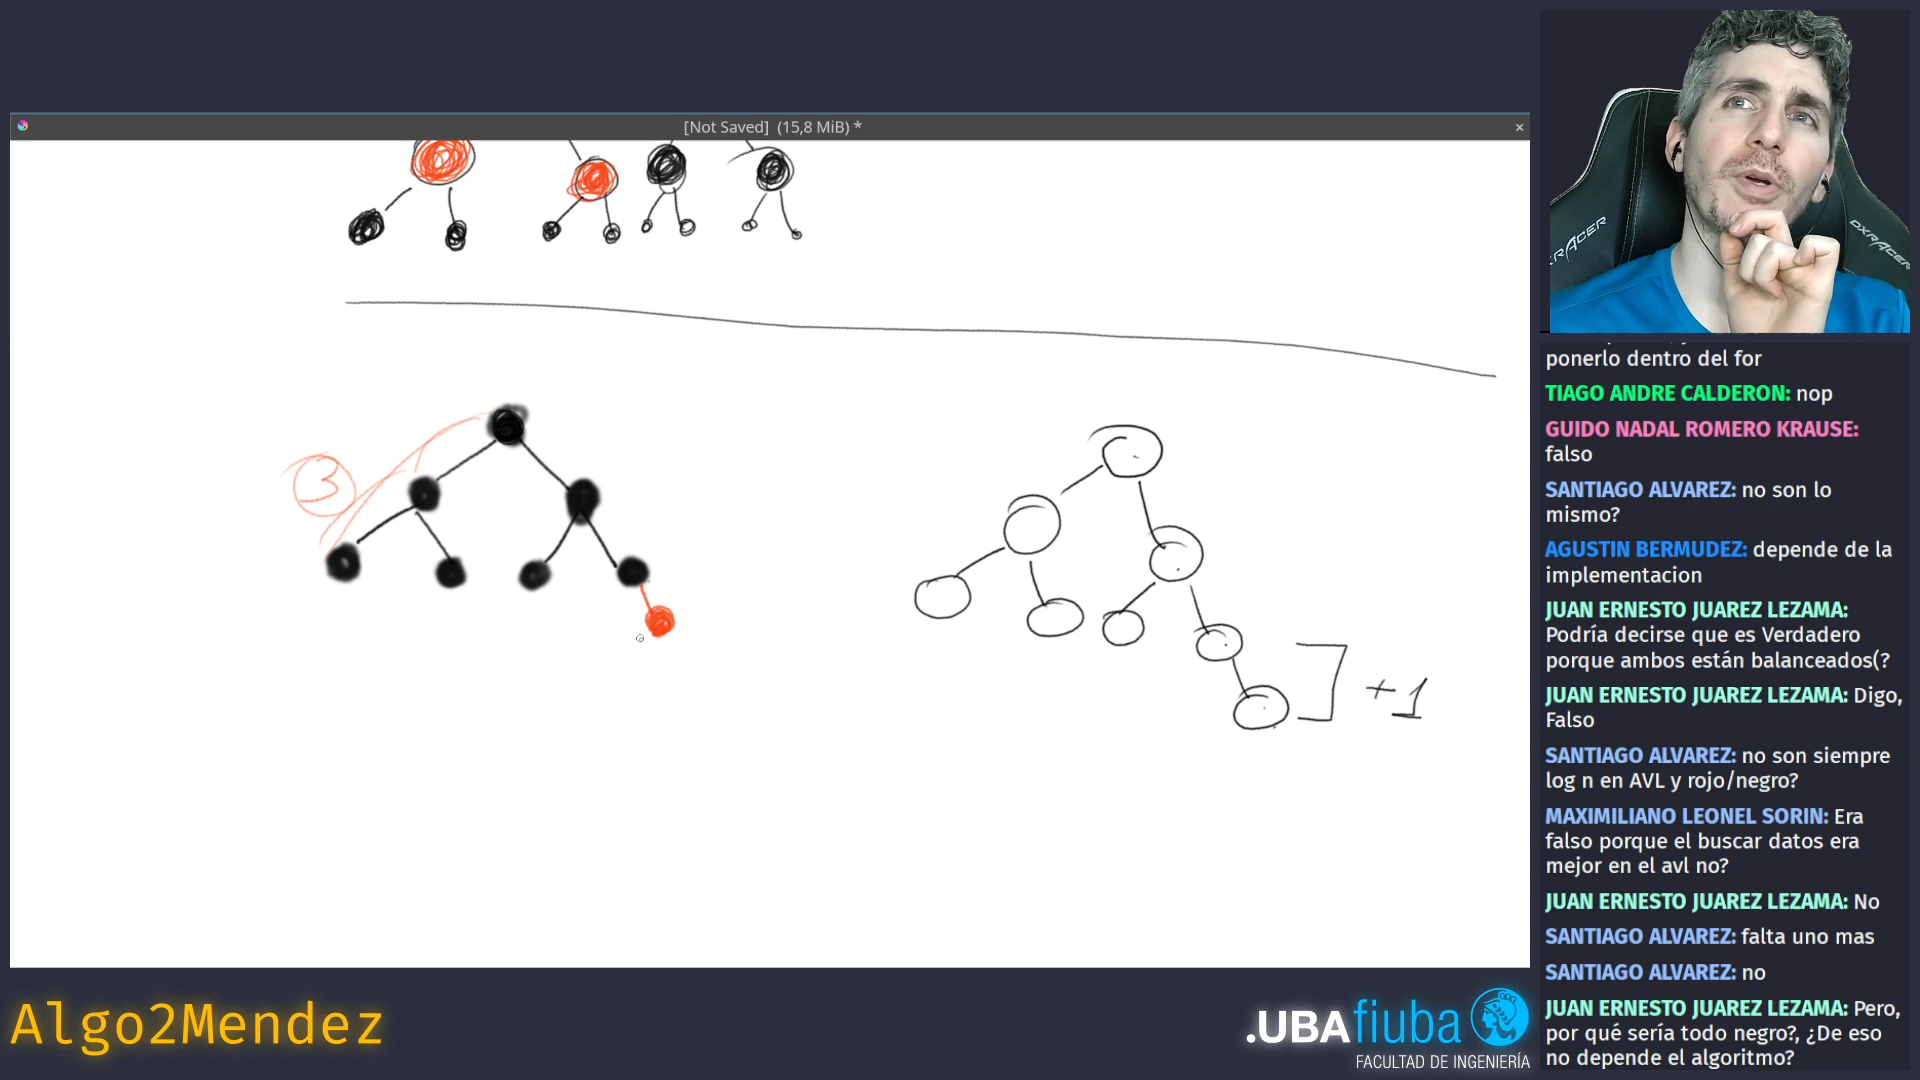 [Not Saved] (15,8 MiB) *
×
3
+1
DXRACER
ponerlo dentro del for
TIAGO ANDRE CALDERON: nop
GUIDO NADAL ROMERO KRAUSE:
falso
SANTIAGO ALVAREZ: no son lo
mismo?
AGUSTIN BERMUDEZ: depende de la
implementacion
JUAN ERNESTO JUAREZ LEZAMA:
Podría decirse que es Verdadero
porque ambos están balanceados(?
JUAN ERNESTO JUAREZ LEZAMA: Digo,
Falso
SANTIAGO ALVAREZ: no son siempre
log n en AVL y rojo/negro?
MAXIMILIANO LEONEL SORIN: Era
falso porque el buscar datos era
mejor en el avl no?
JUAN ERNESTO JUAREZ LEZAMA: No
SANTIAGO ALVAREZ: falta uno mas
SANTIAGO ALVAREZ: no
JUAN ERNESTO JUAREZ LEZAMA: Pero,
por qué sería todo negro?, ¿De eso
no depende el algoritmo?
Algo2Mendez
.UBAfiuba
FACULTAD DE INGENIERÍA